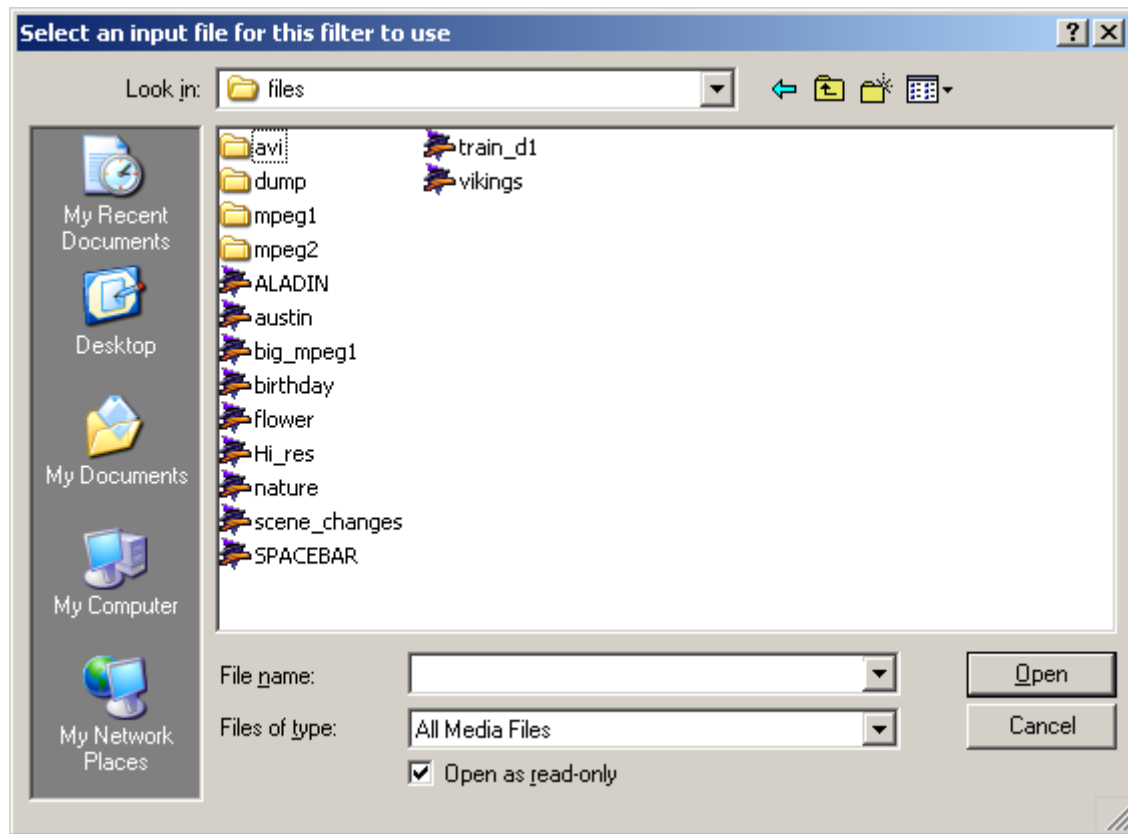 Select an input file for this filter to use
Look in: files
My Recent
Documents
Desktop
My Documents
My Computer
My Network
Places
avi
dump
mpeg1
mpeg2
ALADIN
austin
big_mpeg1
birthday
flower
Hi_res
nature
scene_changes
SPACEBAR
train_d1
vikings
File name:
Open
Files of type: All Media Files
Cancel
Open as read-only